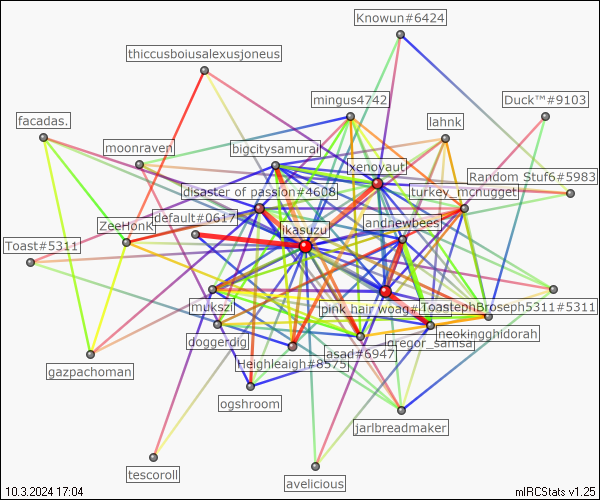 Knowun#6424
thiccusboiusalexusjoneus
mingus4742
Duck™#9103
facadas.
lahnk
moonraven
bigcitysamurai
xenoyauti
Random Stuf6#5983
disaster of passion#4608
turkey_mcnugget
default#0617
ZeeHonK
jkasuzu
andnewbees
Toast#5311
mukszi
pink hair woag#
ToastephBroseph5311#5311
doggerdig
gregor_samsa
neokingghidorah
asad#6947
Heighleaigh#8575
gazpachoman
ogshroom
jarlbreadmaker
tescoroll
avelicious
10.3.2024 17:04
mIRCStats v1.25